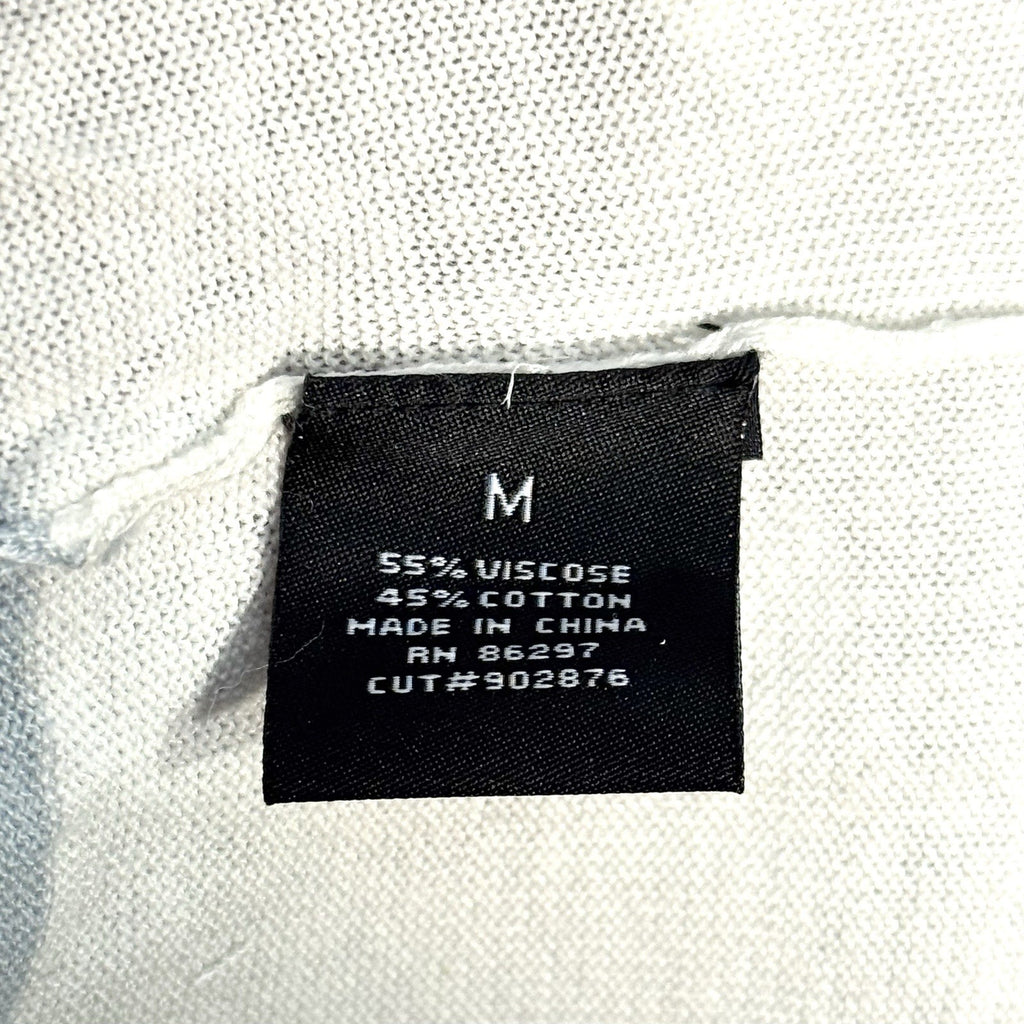 M
55% VISCOSE
45% COTTON
MADE IN CHINA
RN 86297
CUT#902876